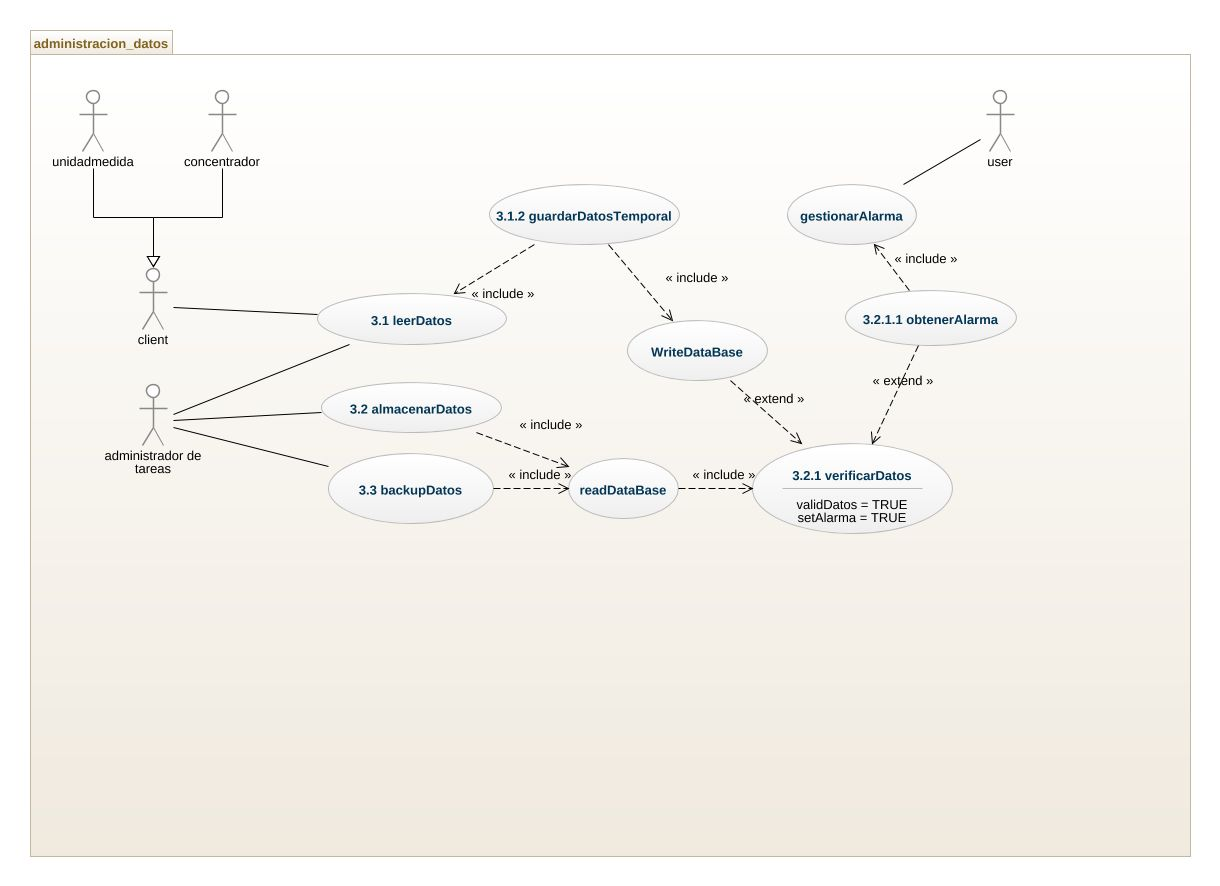 administracion_datos
unidadmedida
concentrador
user
3.1.2 guardarDatosTemporal
gestionarAlarma
« include »
« include »
« include »
3.1 leerDatos
3.2.1.1 obtenerAlarma
client
WriteDataBase
« extend »
« extend »
3.2 almacenarDatos
« include »
administrador de
tareas
« include »
« include »
3.3 backupDatos
readDataBase
3.2.1 verificarDatos
validDatos = TRUE
setAlarma = TRUE